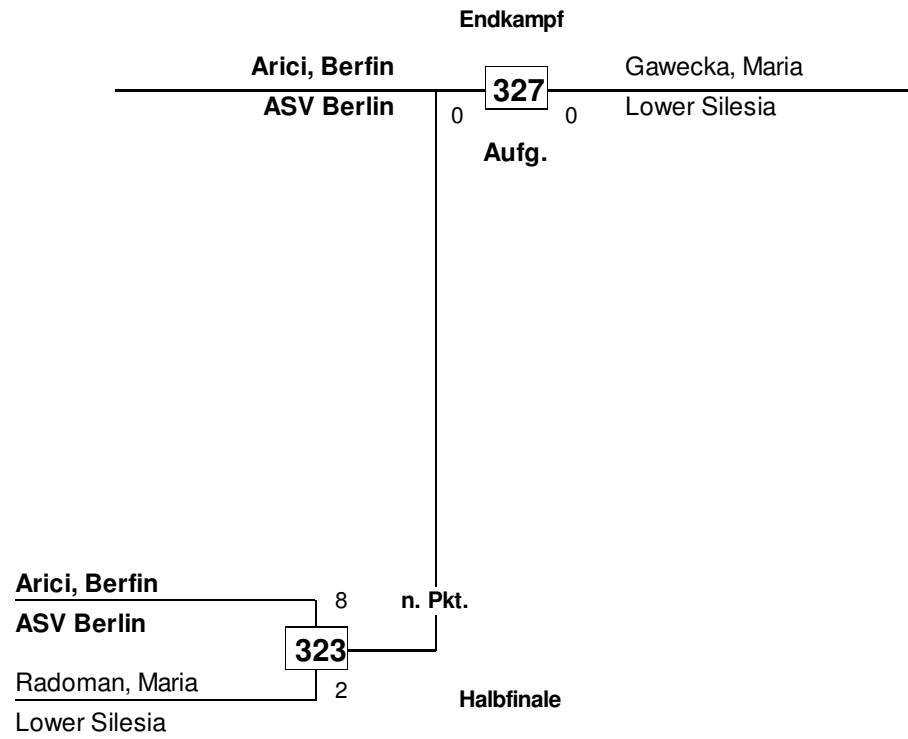 Endkampf
Arici, Berfin 327 Gawecka, Maria
ASV Berlin 0 0 Lower Silesia
Aufg.
Arici, Berfin 8 n. Pkt.
ASV Berlin
323
Radoman, Maria 2 Halbfinale
Lower Silesia